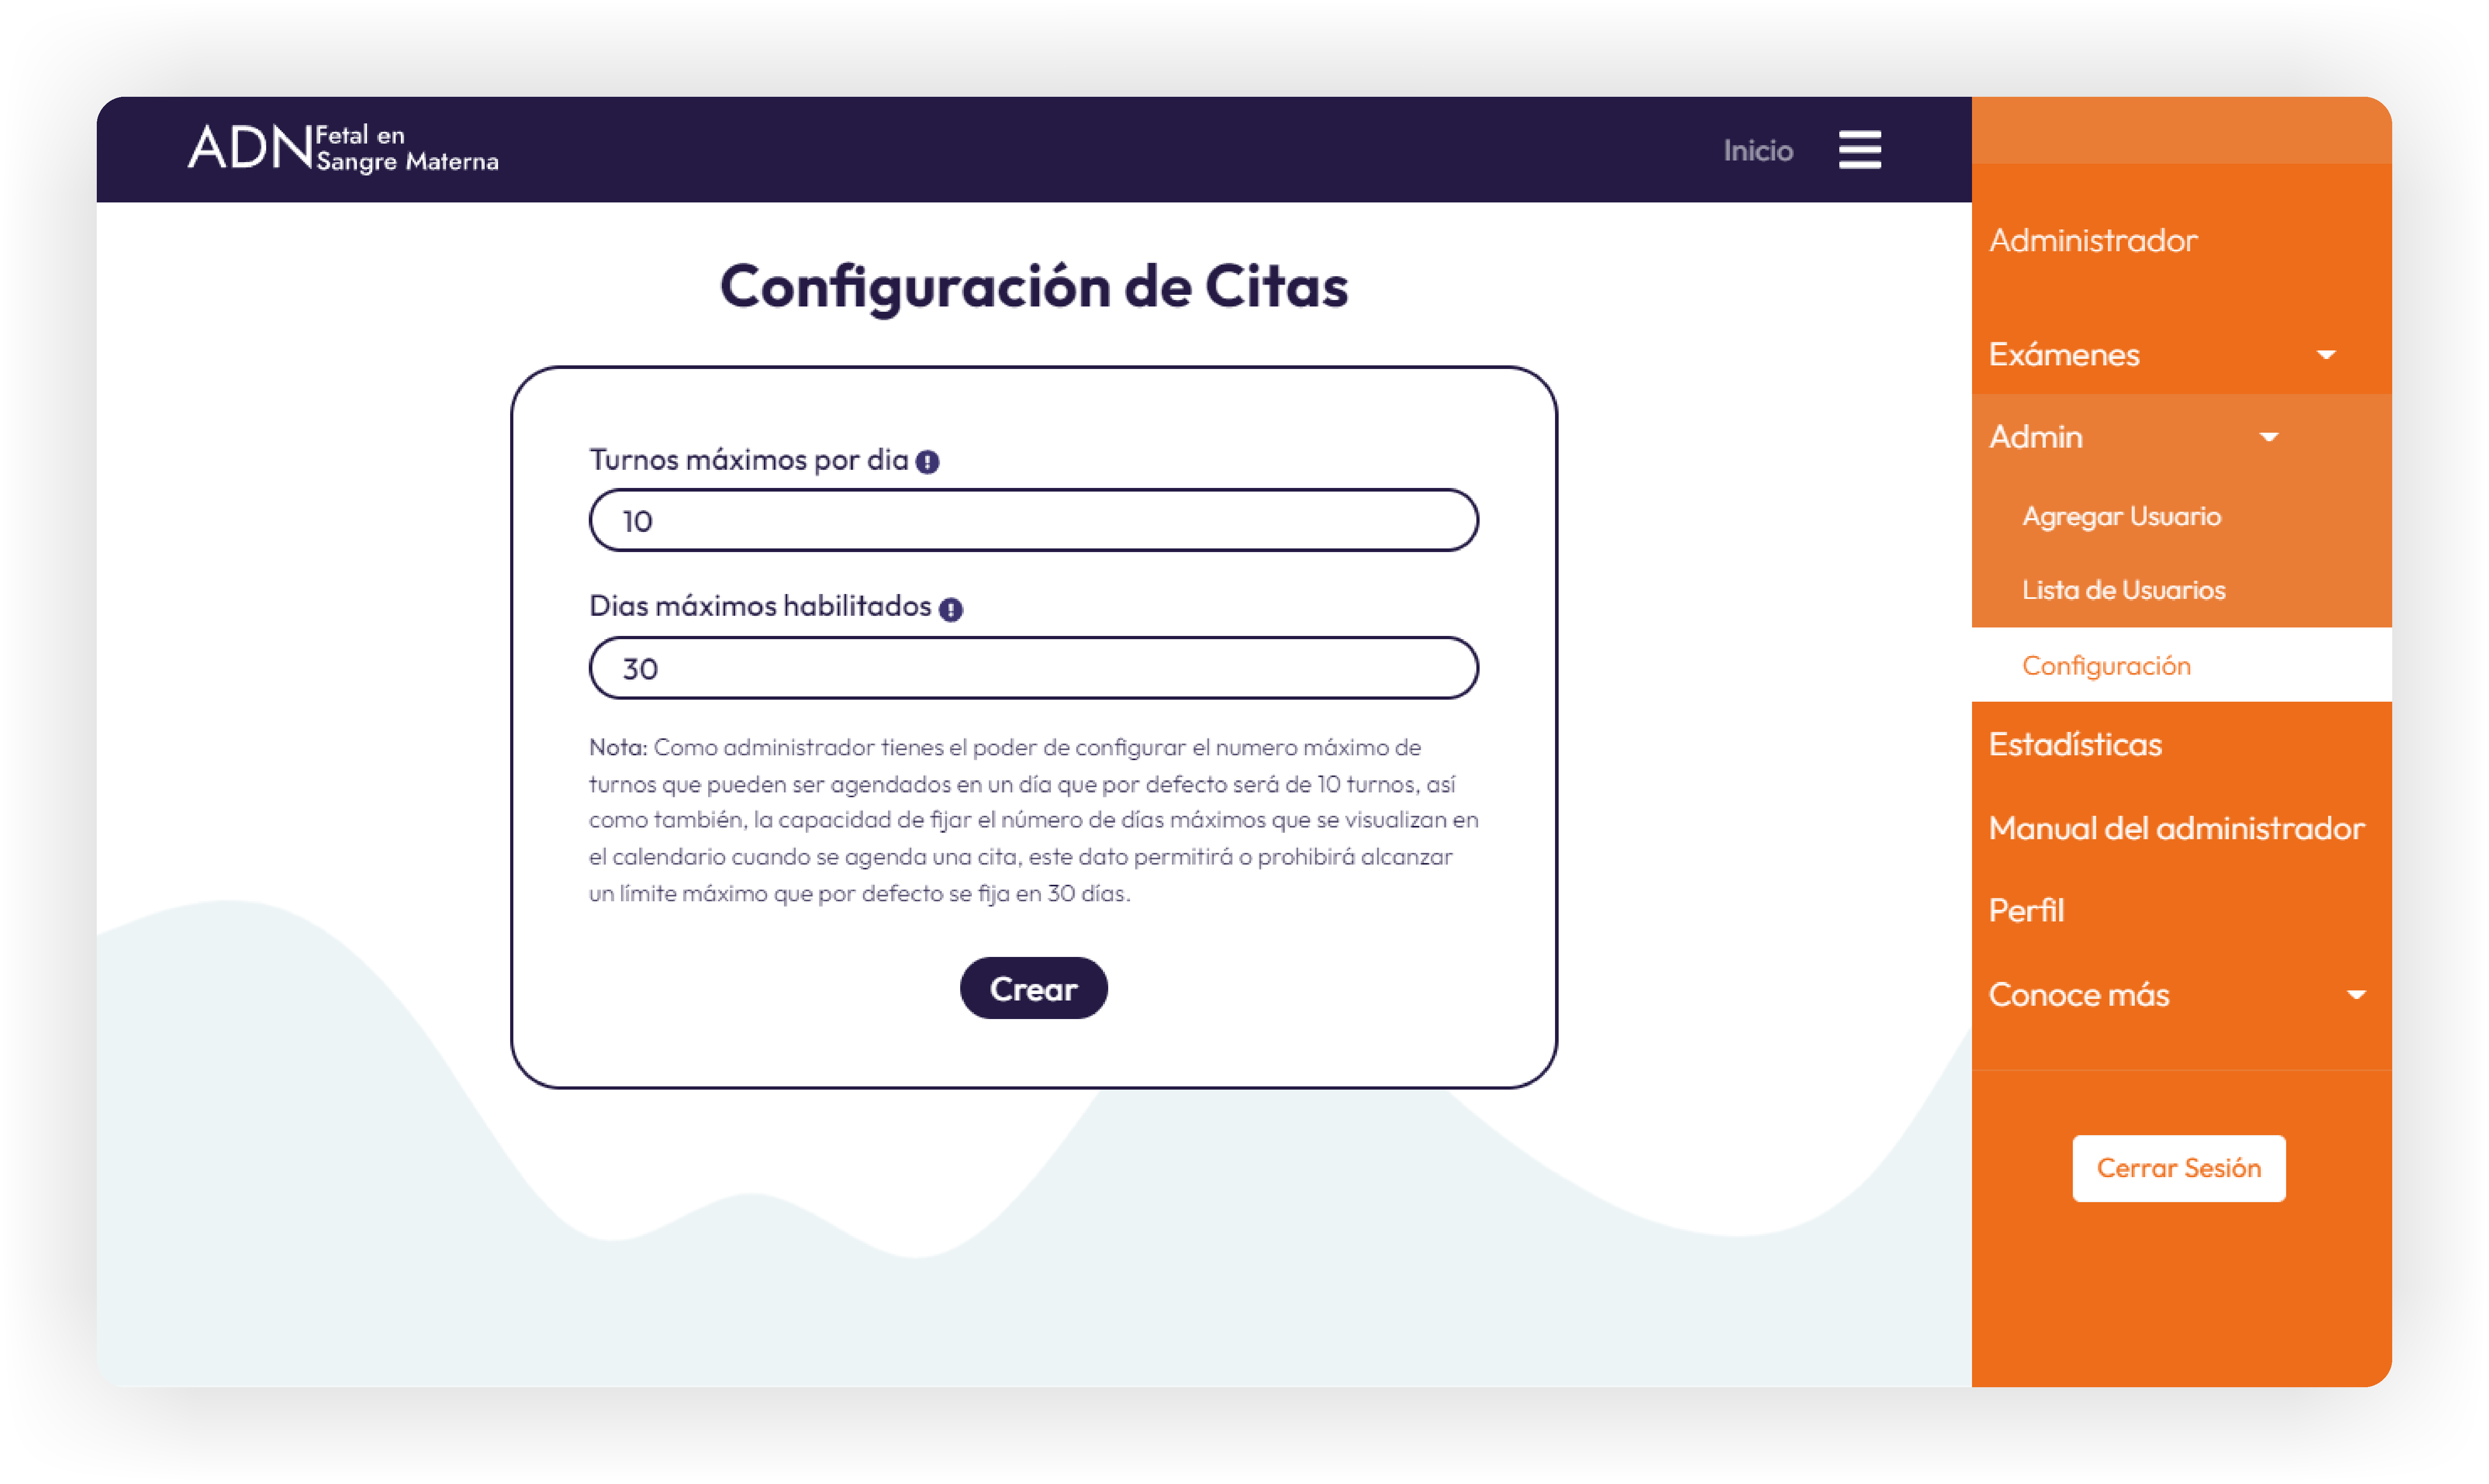 ADN Fetal en
Sangre Materna
Inicio
Configuración de Citas
Turnos máximos por dia
10
Dias máximos habilitados
30
Nota: Como administrador tienes el poder de configurar el numero máximo de
turnos que pueden ser agendados en un día que por defecto será de 10 turnos, así
como también, la capacidad de fijar el número de días máximos que se visualizan en
el calendario cuando se agenda una cita, este dato permitirá o prohibirá alcanzar
un límite máximo que por defecto se fija en 30 días.
Crear
Administrador
Exámenes
Admin
Agregar Usuario
Lista de Usuarios
Configuración
Estadísticas
Manual del administrador
Perfil
Conoce más
Cerrar Sesión